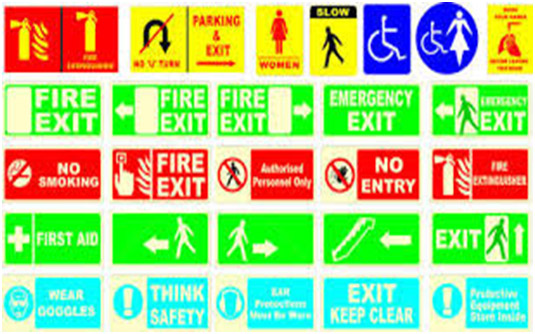 FIRE
EXTINGUISHER
NO 'U' TURN
PARKING
&
EXIT
WOMEN
SLOW
FIRE
EXIT
FIRE
EXIT
FIRE
EXIT
EMERGENCY
EXIT
EMERGENCY
EXIT
NO
SMOKING
FIRE
EXIT
Authorised
Personnel Only
NO
ENTRY
FIRE
EXTINGUISHER
FIRST AID
EXIT
WEAR
GOGGLES
THINK
SAFETY
EAR
Protectors
Must Be Worn
EXIT
KEEP CLEAR
Protective
Equipment
Store Inside